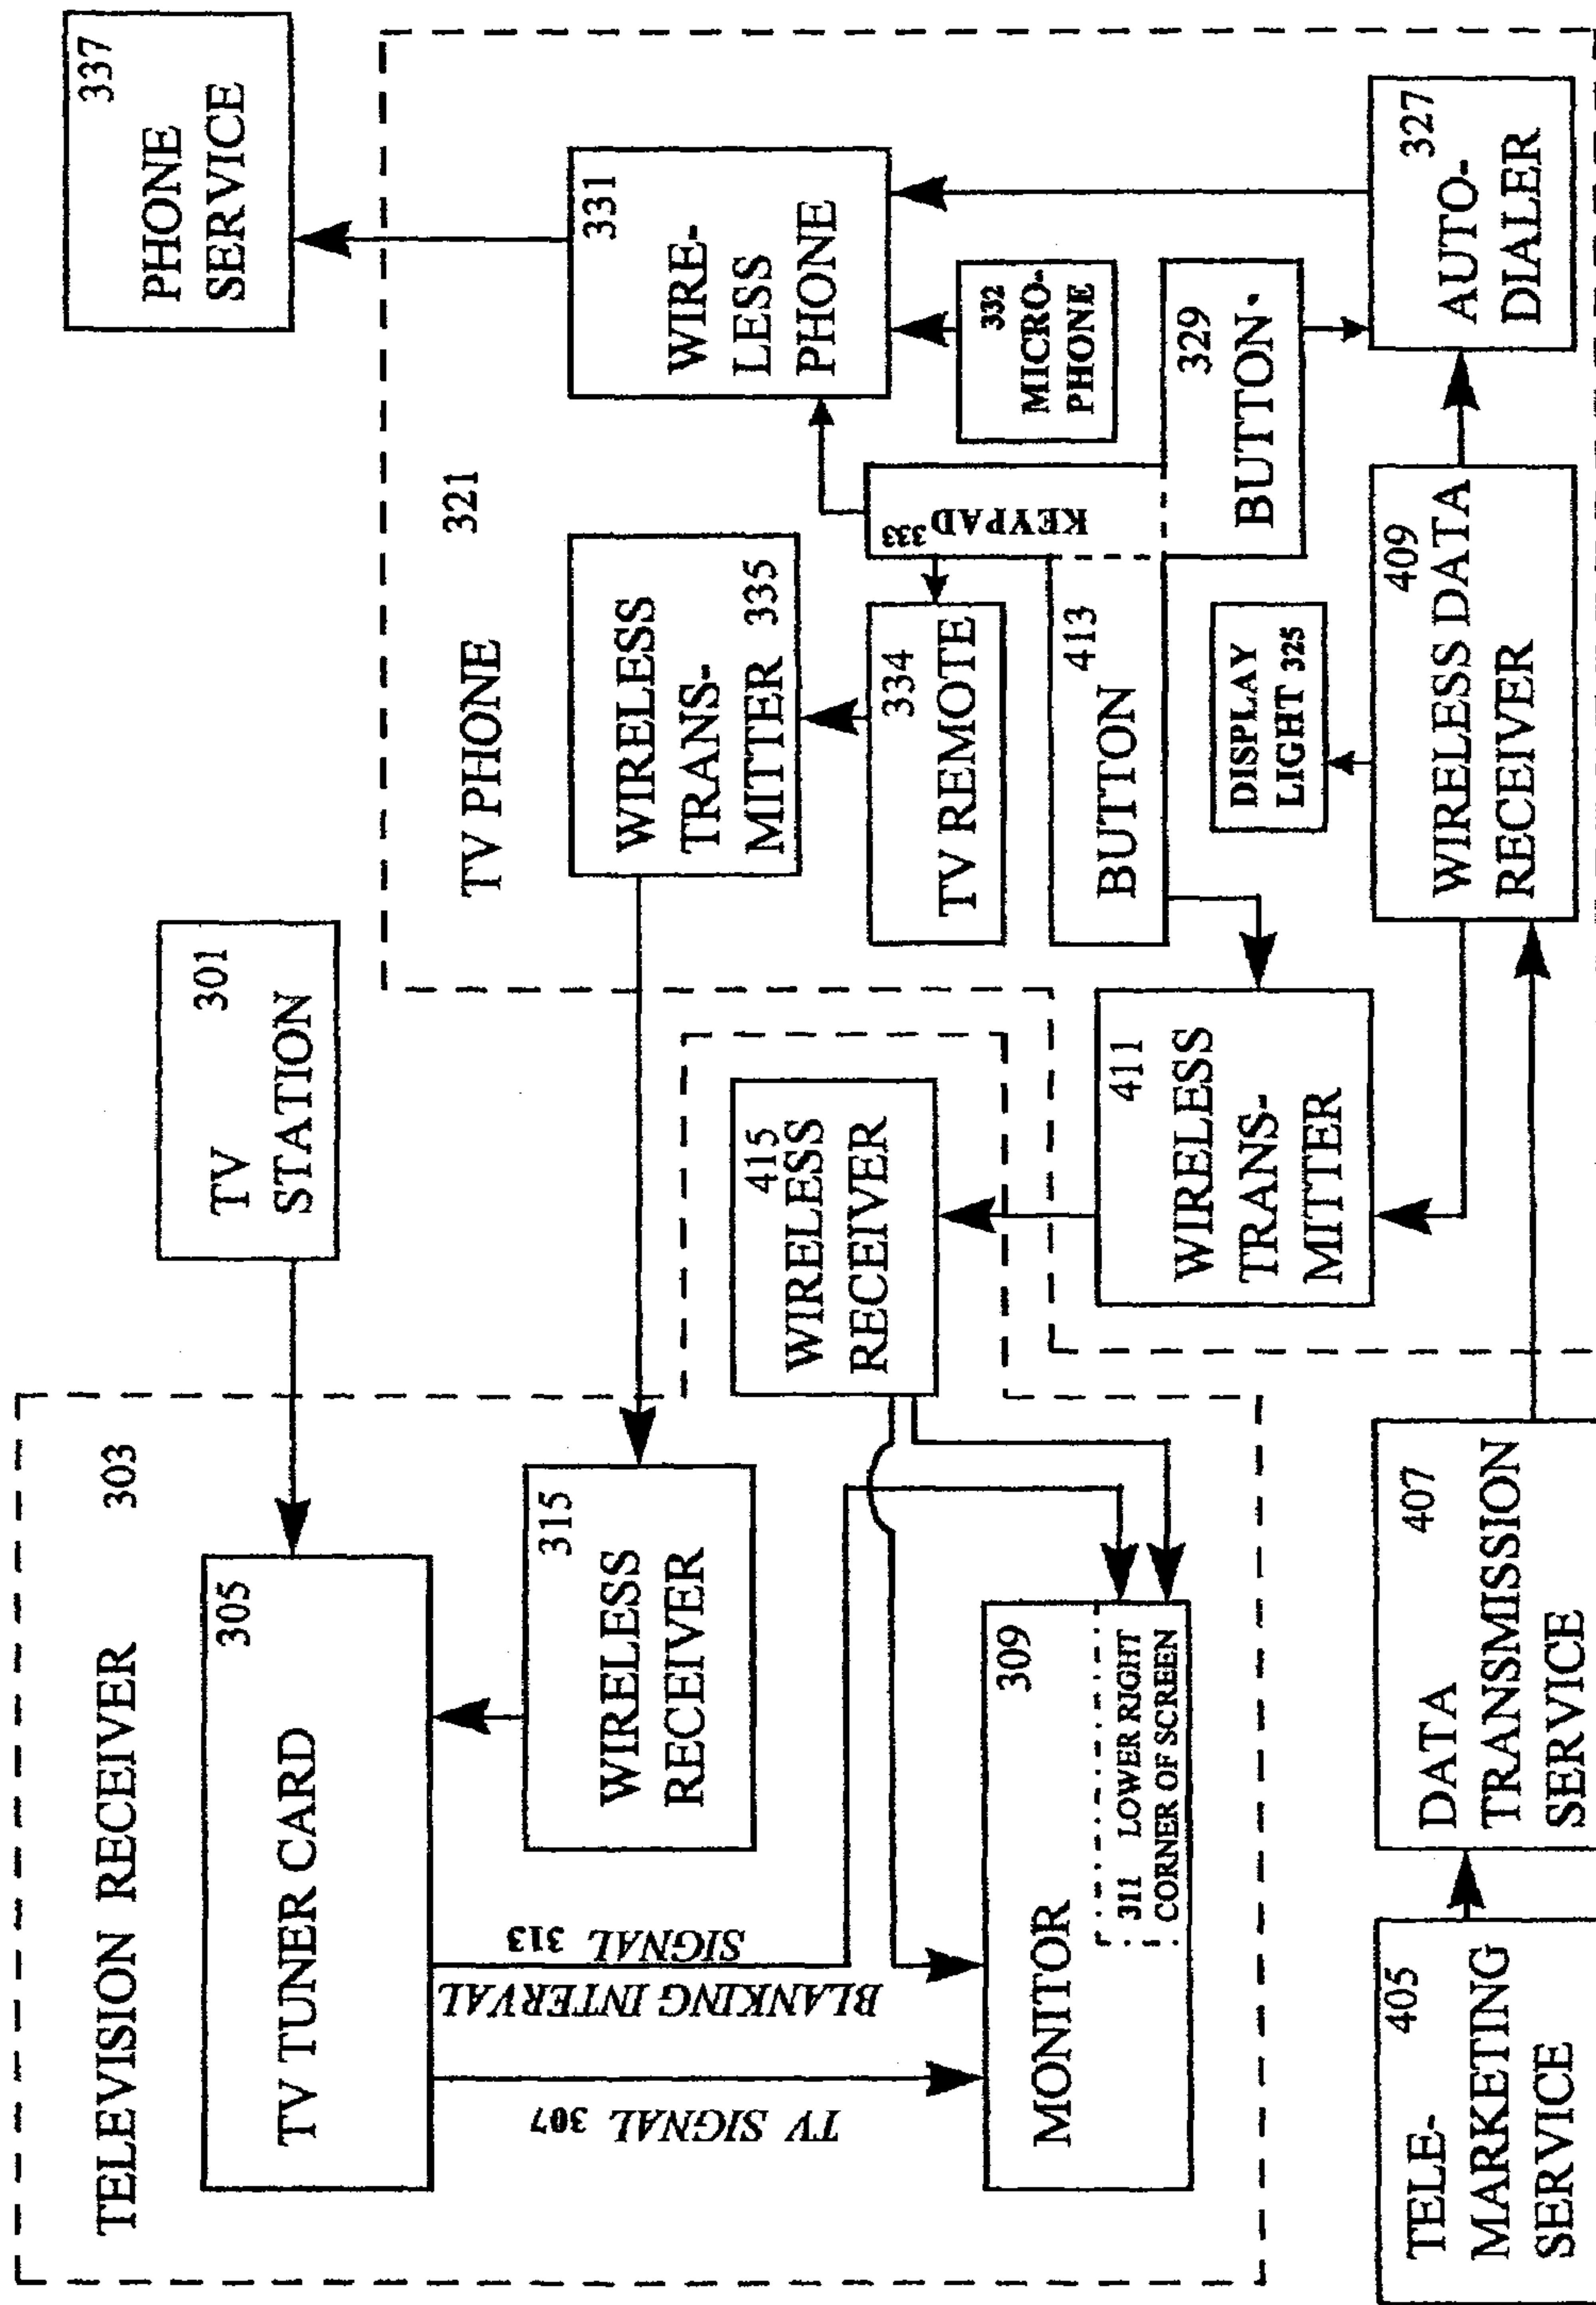 TELEVISION RECEIVER 303
305
TV TUNER CARD
315
WIRELESS
RECEIVER
TV SIGNAL 307
BLANKING INTERVAL
SIGNAL 313
309
MONITOR
311 LOWER RIGHT
CORNER OF SCREEN
301
TV
STATION
415
WIRELESS
RECEIVER
337
PHONE
SERVICE
TV PHONE 321
WIRELESS
TRANS-
MITTER 335
331
WIRE-
LESS
PHONE
334
TV REMOTE
KEYPAD
333
332
MICRO-
PHONE
413
BUTTON
329
BUTTON
411
WIRELESS
TRANS-
MITTER
DISPLAY
LIGHT 325
409
WIRELESS DATA
RECEIVER
327
AUTO-
DIALER
405
TELE-
MARKETING
SERVICE
407
DATA
TRANSMISSION
SERVICE